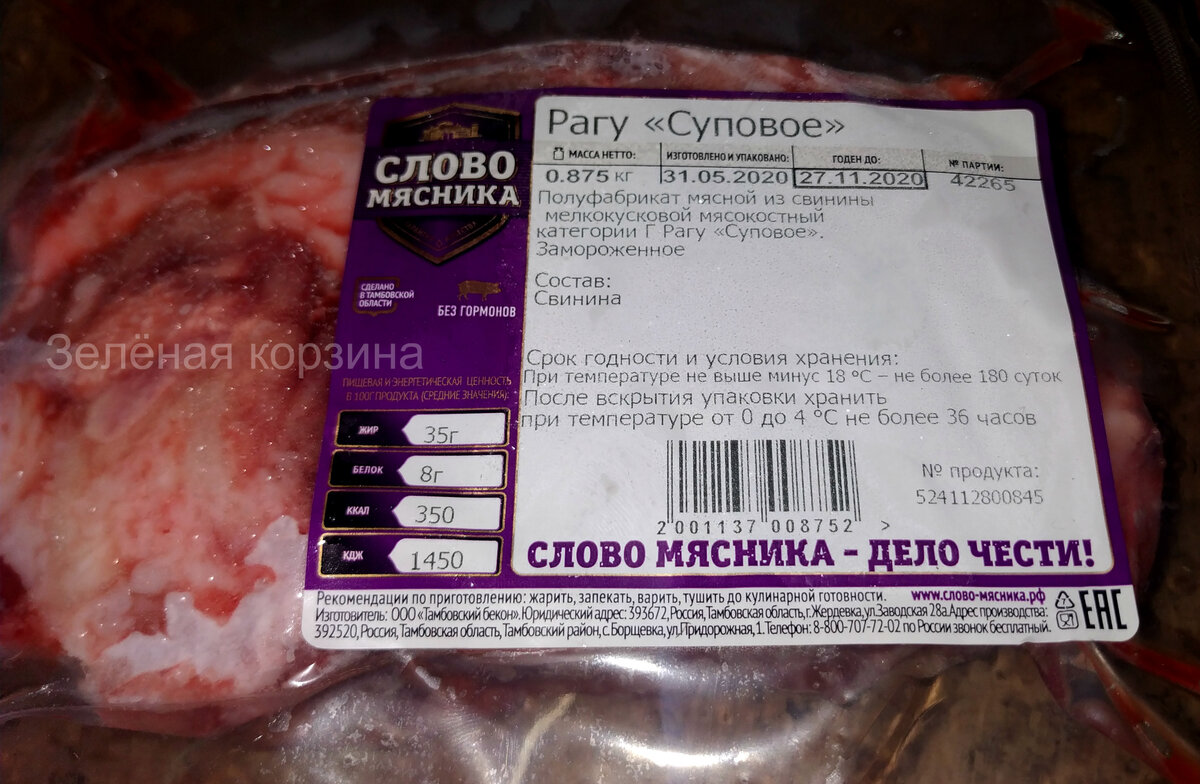 СЛОВО
МЯСНИКА
СДЕЛАНО
В ТАМБОВСКОЙ
ОБЛАСТИ
БЕЗ ГОРМОНОВ
Зелёная корзина
ПИЩЕВАЯ И ЭНЕРГЕТИЧЕСКАЯ ЦЕННОСТЬ
В 100Г ПРОДУКТА (СРЕДНИЕ ЗНАЧЕНИЯ):
ЖИР 35г
БЕЛОК 8г
ККАЛ 350
КДЖ 1450
Рагу «Суповое»
МАССА НЕТТО: ИЗГОТОВЛЕНО И УПАКОВАНО: ГОДЕН ДО: № ПАРТИИ:
0.875 кг 31.05.2020 27.11.2020 42265
Полуфабрикат мясной из свинины
мелкокусковой мясокостный
категории Г Рагу «Суповое».
Замороженное
Состав:
Свинина
Срок годности и условия хранения:
При температуре не выше минус 18 ºС – не более 180 суток
После вскрытия упаковки хранить
при температуре от 0 до 4 ºС не более 36 часов
№ продукта:
524112800845
2 001137 008752 >
СЛОВО МЯСНИКА – ДЕЛО ЧЕСТИ!
Рекомендации по приготовлению: жарить, запекать, варить, тушить до кулинарной готовности. www.слово-мясника.рф
Изготовитель: ООО «Тамбовский бекон». Юридический адрес: 393672, Россия, Тамбовская область, г. Жердевка, ул. Заводская 28а. Адрес производства:
392520, Россия, Тамбовская область, Тамбовский район, с. Борщевка, ул. Придорожная, 1. Телефон: 8-800-707-72-02 по России звонок бесплатный.
ЕАС